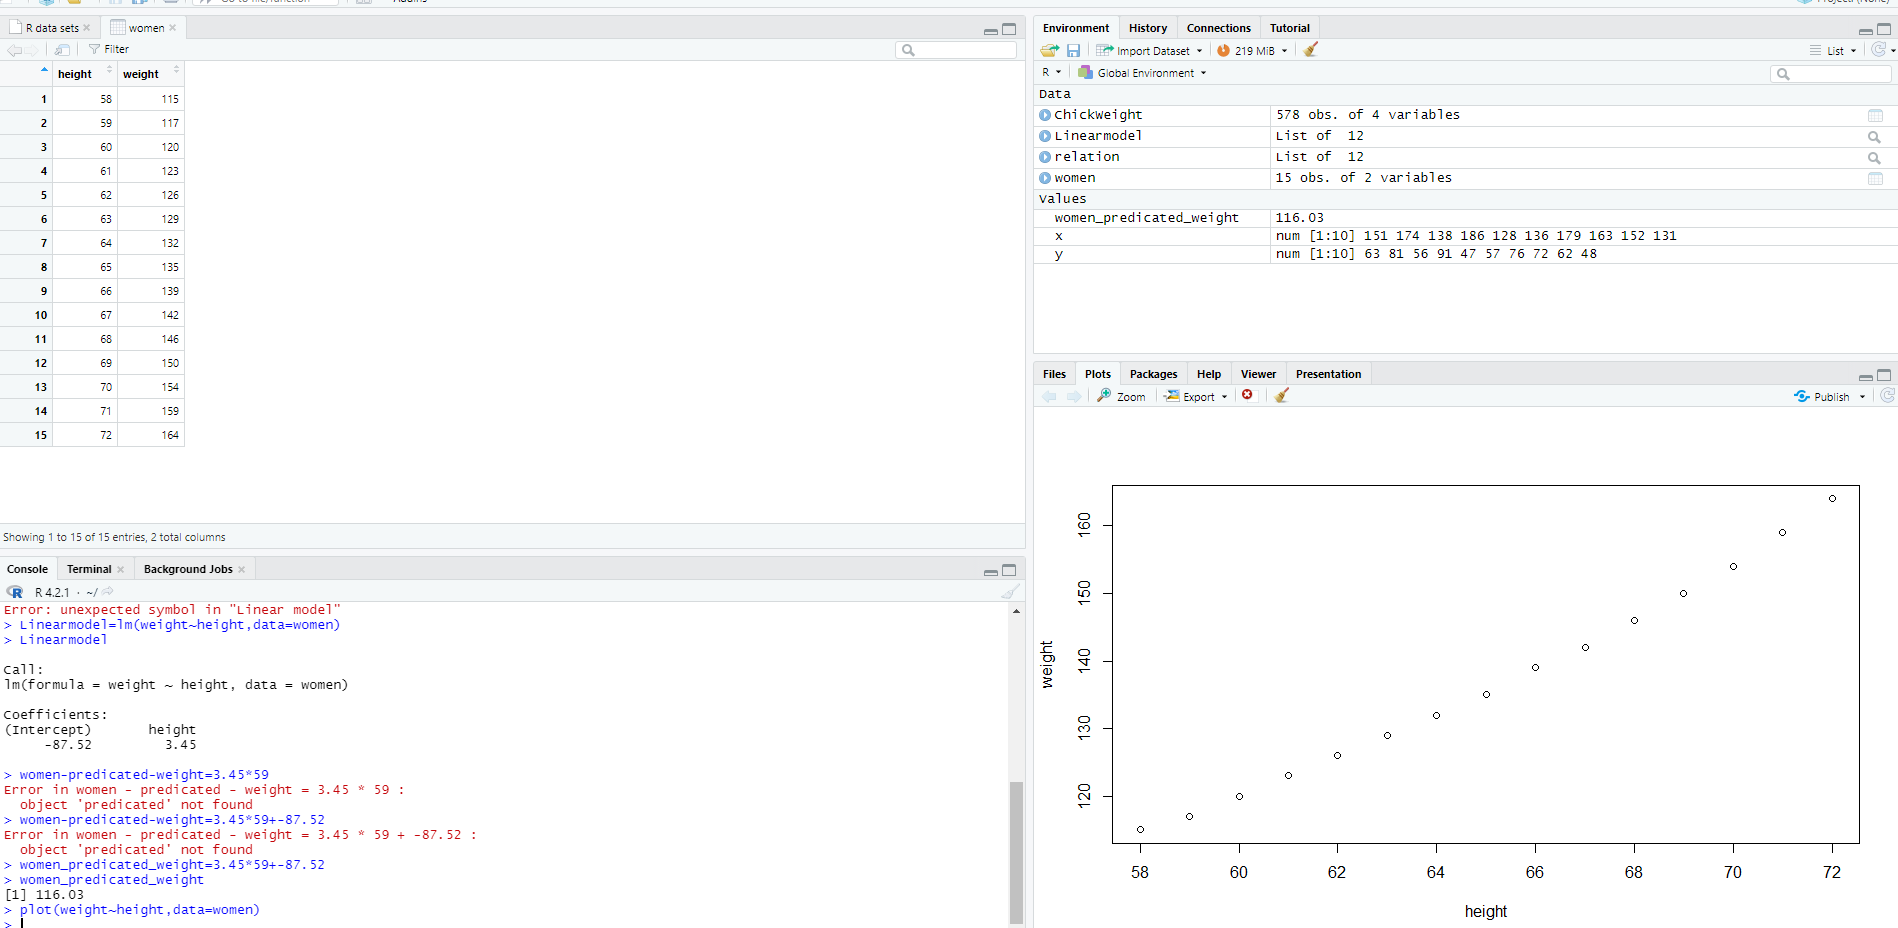 Go to file/function
Addins
Project: (None)
R data sets
women
Filter
height weight
1 58 115
2 59 117
3 60 120
4 61 123
5 62 126
6 63 129
7 64 132
8 65 135
9 66 139
10 67 142
11 68 146
12 69 150
13 70 154
14 71 159
15 72 164
Showing 1 to 15 of 15 entries, 2 total columns
Console Terminal Background Jobs
R 4.2.1 · ~/
Error: unexpected symbol in "Linear model"
> Linearmodel=lm(weight~height,data=women)
> Linearmodel
Call:
lm(formula = weight ~ height, data = women)
Coefficients:
(Intercept) height
-87.52 3.45
> women-predicated-weight=3.45*59
Error in women - predicated - weight = 3.45 * 59 :
object 'predicated' not found
> women-predicated-weight=3.45*59+-87.52
Error in women - predicated - weight = 3.45 * 59 + -87.52 :
object 'predicated' not found
> women_predicated_weight=3.45*59+-87.52
> women_predicated_weight
[1] 116.03
> plot(weight~height,data=women)
>
Environment History Connections Tutorial
Import Dataset 219 MiB List
R Global Environment
Data
ChickWeight 578 obs. of 4 variables
Linearmodel List of 12
relation List of 12
women 15 obs. of 2 variables
Values
women_predicated_weight 116.03
x num [1:10] 151 174 138 186 128 136 179 163 152 131
y num [1:10] 63 81 56 91 47 57 76 72 62 48
Files Plots Packages Help Viewer Presentation
Zoom Export Publish
160
150
140
130
120
weight
58 60 62 64 66 68 70 72
height